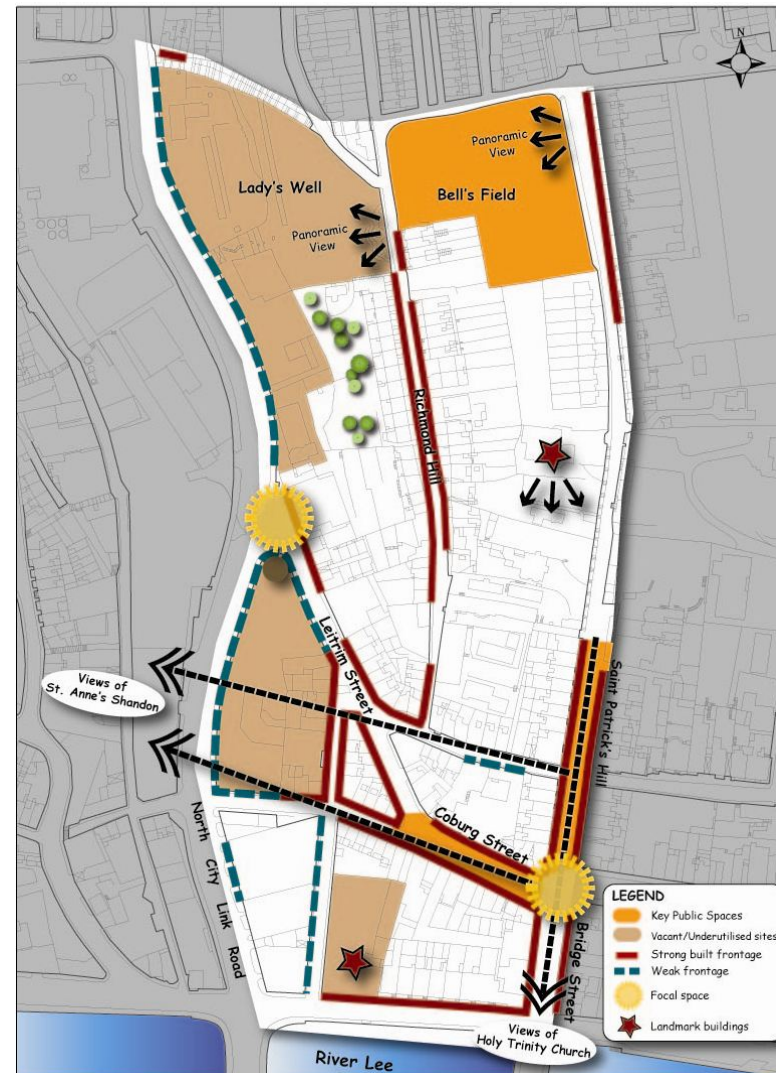 N
Lady's Well
Panoramic
View
Bell's Field
Panoramic
View
Richmond Hill
Leitrim Street
Views of
St. Anne's Shandon
Saint Patrick's Hill
North City Link Road
Coburg Street
Bridge Street
LEGEND
Key Public Spaces
Vacant/Underutilised sites
Strong built frontage
Weak frontage
Focal space
Landmark buildings
Views of
Holy Trinity Church
River Lee